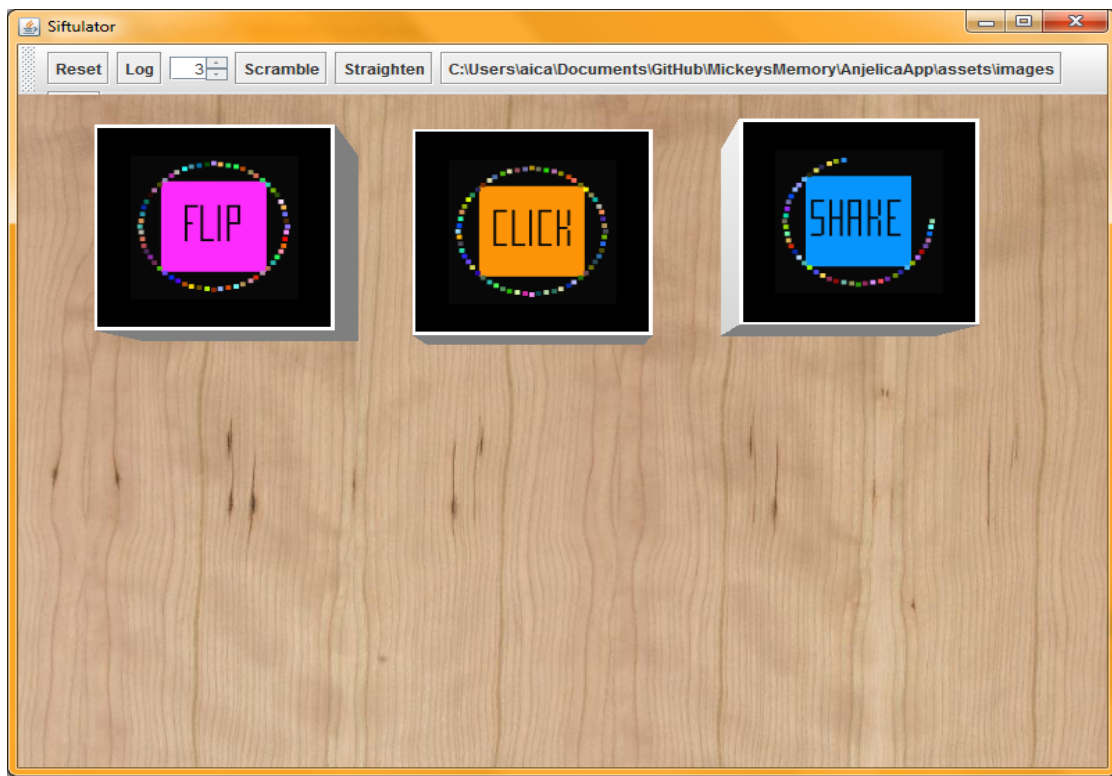 Siftulator
Reset Log 3 Scramble Straighten C:\Users\aica\Documents\GitHub\MickeysMemory\AnjelicaApp\assets\images
FLIP CLICK SHAKE